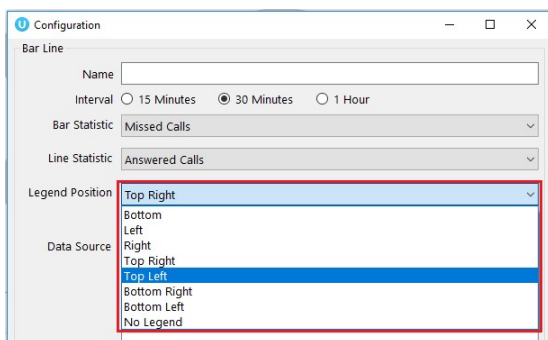 Configuration
Bar Line
Name
Interval 15 Minutes 30 Minutes 1 Hour
Bar Statistic Missed Calls
Line Statistic Answered Calls
Legend Position Top Right
Bottom
Left
Data Source Right
Top Right
Top Left
Bottom Right
Bottom Left
No Legend